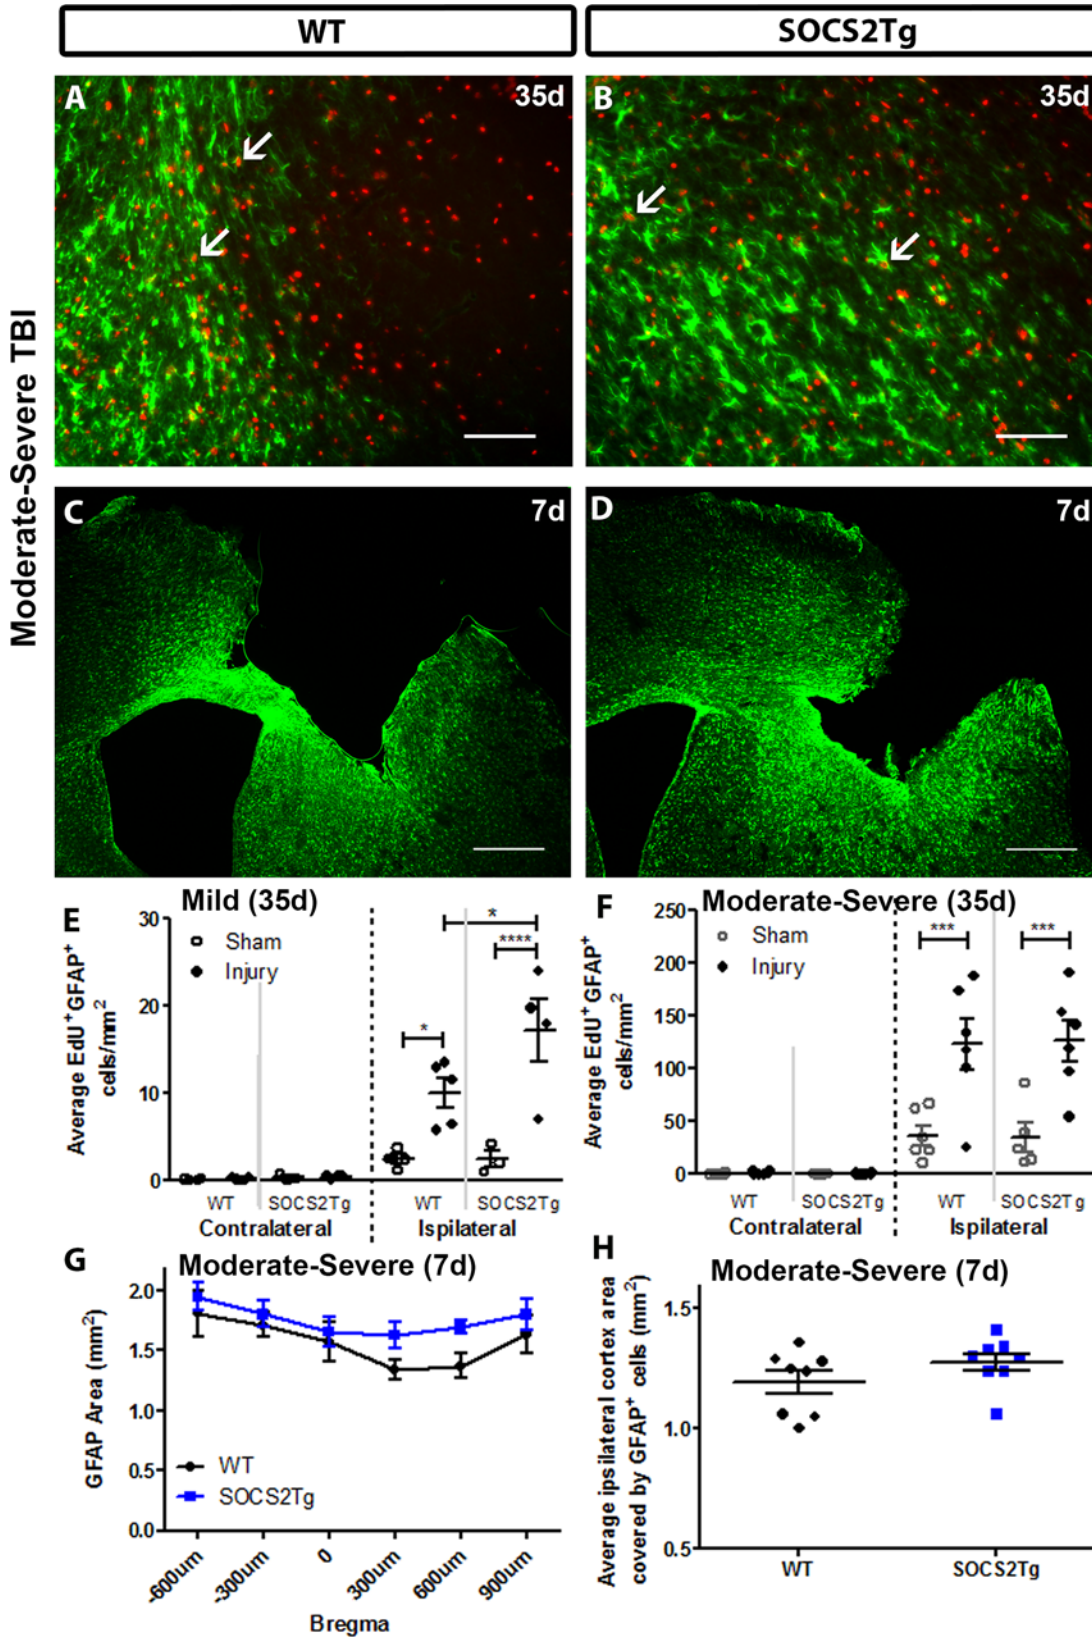 WT
SOCS2Tg
Moderate-Severe TBI
A
35d
B
35d
C
7d
D
7d
E
Mild (35d)
Average EdU+GFAP+
cells/mm2
30
20
10
0
Sham
Injury
*
*
****
WT
SOCS2Tg
WT
SOCS2Tg
Contralateral
Ispilateral
F
Moderate-Severe (35d)
Average EdU+GFAP+
cells/mm2
250
200
150
100
50
0
Sham
Injury
***
***
WT
SOCS2Tg
WT
SOCS2Tg
Contralateral
Ispilateral
G
Moderate-Severe (7d)
GFAP Area (mm2)
2.0
1.5
1.0
0.5
0.0
WT
SOCS2Tg
-600um
-300um
0
300um
600um
900um
Bregma
H
Moderate-Severe (7d)
Average ipsilateral cortex area
covered by GFAP+ cells (mm2)
1.5
1.0
0.5
WT
SOCS2Tg